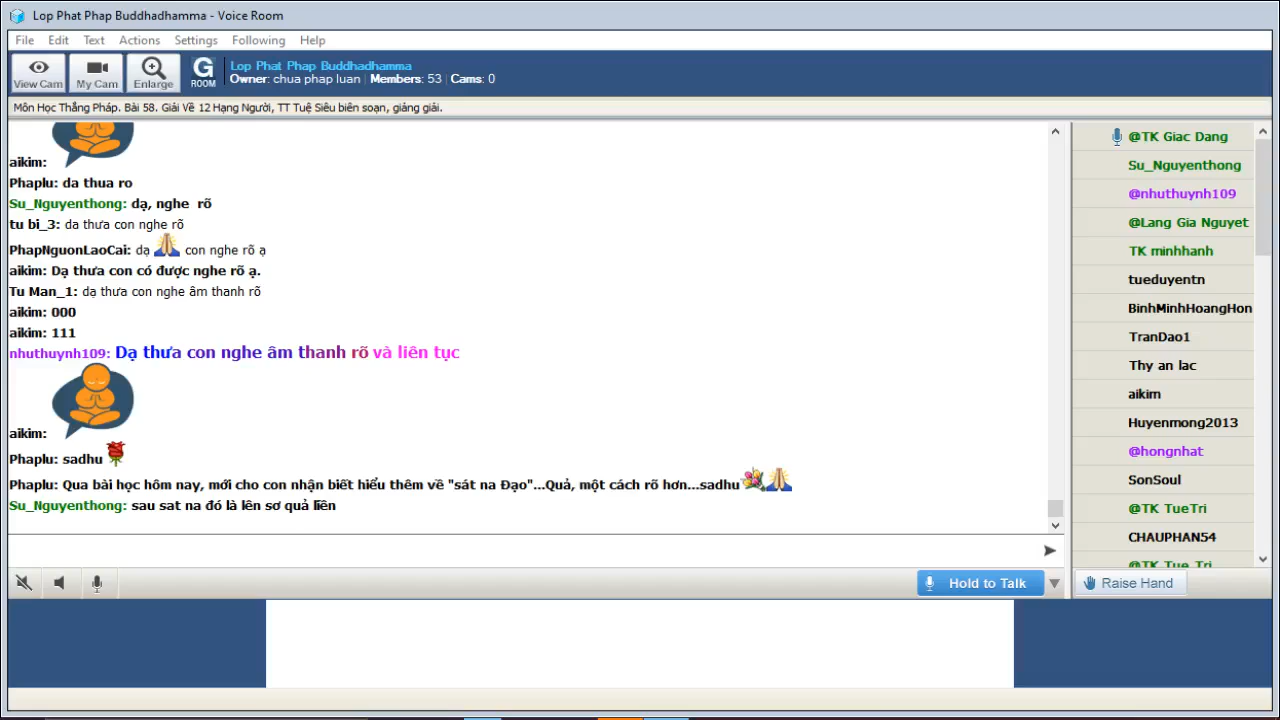 Lop Phat Phap Buddhadhamma - Voice Room
File Edit Text Actions Settings Following Help
View Cam My Cam Enlarge G ROOM
Lop Phat Phap Buddhadhamma
Owner: chua phap luan | Members: 53 | Cams: 0
Môn Học Thắng Pháp. Bài 58. Giải Về 12 Hạng Người, TT Tuệ Siêu biên soạn, giảng giải.
aikim:
Phaplu: da thua ro
Su_Nguyenthong: dạ, nghe rõ
tu bi_3: dạ thưa con nghe rõ
PhapNguonLaoCai: dạ con nghe rõ ạ
aikim: Dạ thưa con có được nghe rõ ạ.
Tu Man_1: dạ thưa con nghe âm thanh rõ
aikim: 000
aikim: 111
nhuthuynh109: Dạ thưa con nghe âm thanh rõ và liên tục
aikim:
Phaplu: sadhu
Phaplu: Qua bài học hôm nay, mới cho con nhận biết hiểu thêm về "sát na Đạo"...Quả, một cách rõ hơn...sadhu
Su_Nguyenthong: sau sat na đó là lên sơ quả liền
@TK Giac Dang
Su_Nguyenthong
@nhuthuynh109
@Lang Gia Nguyet
TK minhhanh
tueduyentn
BinhMinhHoangHon
TranDao1
Thy an lac
aikim
Huyenmong2013
@hongnhat
SonSoul
@TK TueTri
CHAUPHAN54
@TK Tue Tri
Hold to Talk
Raise Hand